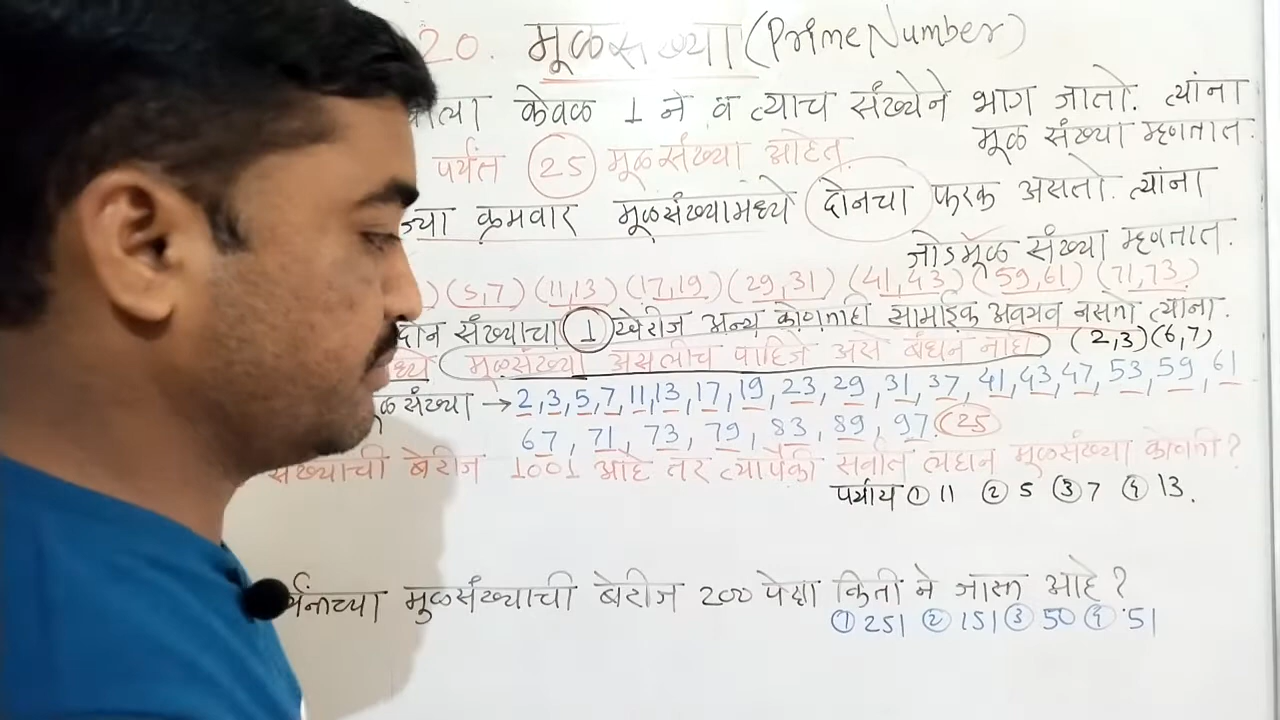 20. मूळसंख्या (Prime Number)
केवळ 1 ने व त्याच संख्येने भाग जातो. त्यांना
मूळ संख्या म्हणतात.
पर्यंत 25 मूळसंख्या आहेत.
ज्या क्रमवार मूळसंख्यामध्ये दोनचा फरक असतो. त्यांना
जोडमूळ संख्या म्हणतात.
) (5,7) (11,13) (17,19) (29,31) (41,43) (59,61) (71,73)
दोन संख्याचा 1 खेरीज अन्य कोणताही सामाईक अवयव नसतो त्यांना.
ध्ये मूळसंख्या असलीच पाहिजे असे बंधन नाही (2,3) (6,7)
ळ संख्या → 2, 3, 5, 7, 11, 13, 17, 19, 23, 29, 31, 37, 41, 43, 47, 53, 59, 61
67, 71, 73, 79, 83, 89, 97. 25
संख्याची बेरीज 1001 आहे तर त्यापैकी सर्वात लहान मूळसंख्या कोणती?
पर्याय ① 11 ② 5 ③ 7 ④ 13.
र्यंतच्या मुळसंख्याची बेरीज 200 पेक्षा किती ने जास्त आहे?
① 251 ② 151 ③ 50 ④ 51